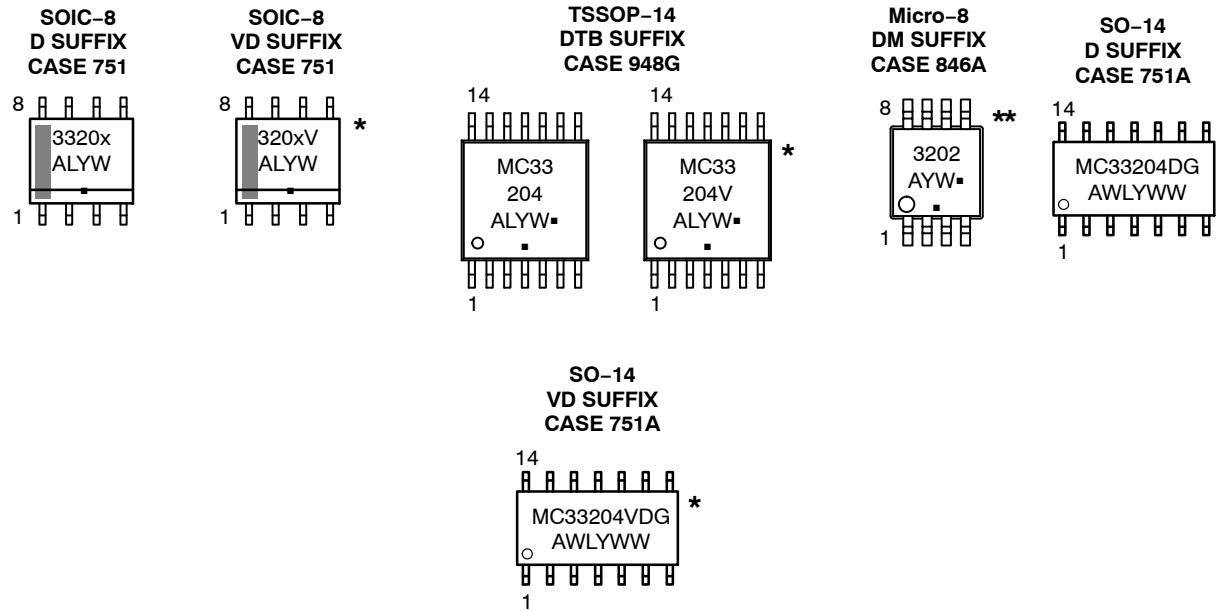 SOIC−8
D SUFFIX
CASE 751
8
3320x
ALYW
1
SOIC−8
VD SUFFIX
CASE 751
8
320xV
ALYW
*
1
TSSOP−14
DTB SUFFIX
CASE 948G
14
MC33
204
ALYW▪
▪
1
14
MC33
204V
ALYW▪
▪
*
1
Micro−8
DM SUFFIX
CASE 846A
8
3202
AYW▪
▪
**
1
SO−14
D SUFFIX
CASE 751A
14
MC33204DG
AWLYWW
1
SO−14
VD SUFFIX
CASE 751A
14
MC33204VDG
AWLYWW
*
1